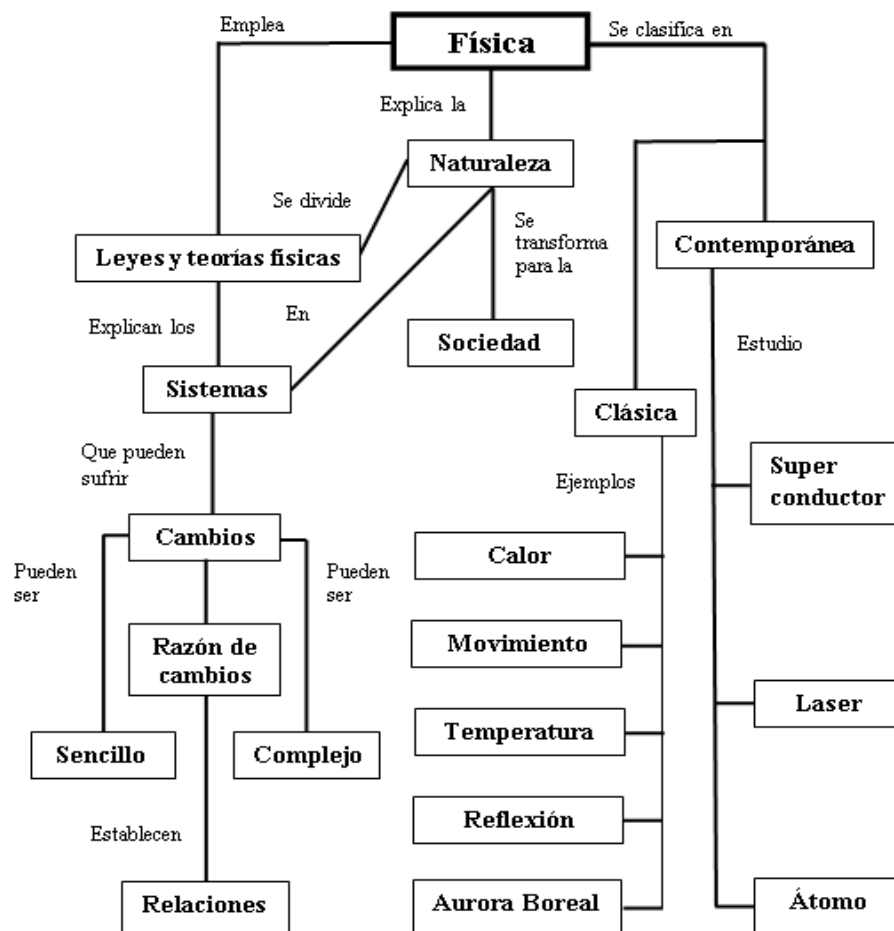 Emplea
Física
Se clasifica en
Explica la
Naturaleza
Se divide
Se
transforma
para la
Contemporánea
Leyes y teorías físicas
Explican los
En
Sociedad
Estudio
Sistemas
Clásica
Que pueden
sufrir
Ejemplos
Super
conductor
Cambios
Calor
Pueden
ser
Pueden
ser
Razón de
cambios
Movimiento
Laser
Sencillo
Complejo
Temperatura
Establecen
Reflexión
Relaciones
Aurora Boreal
Átomo